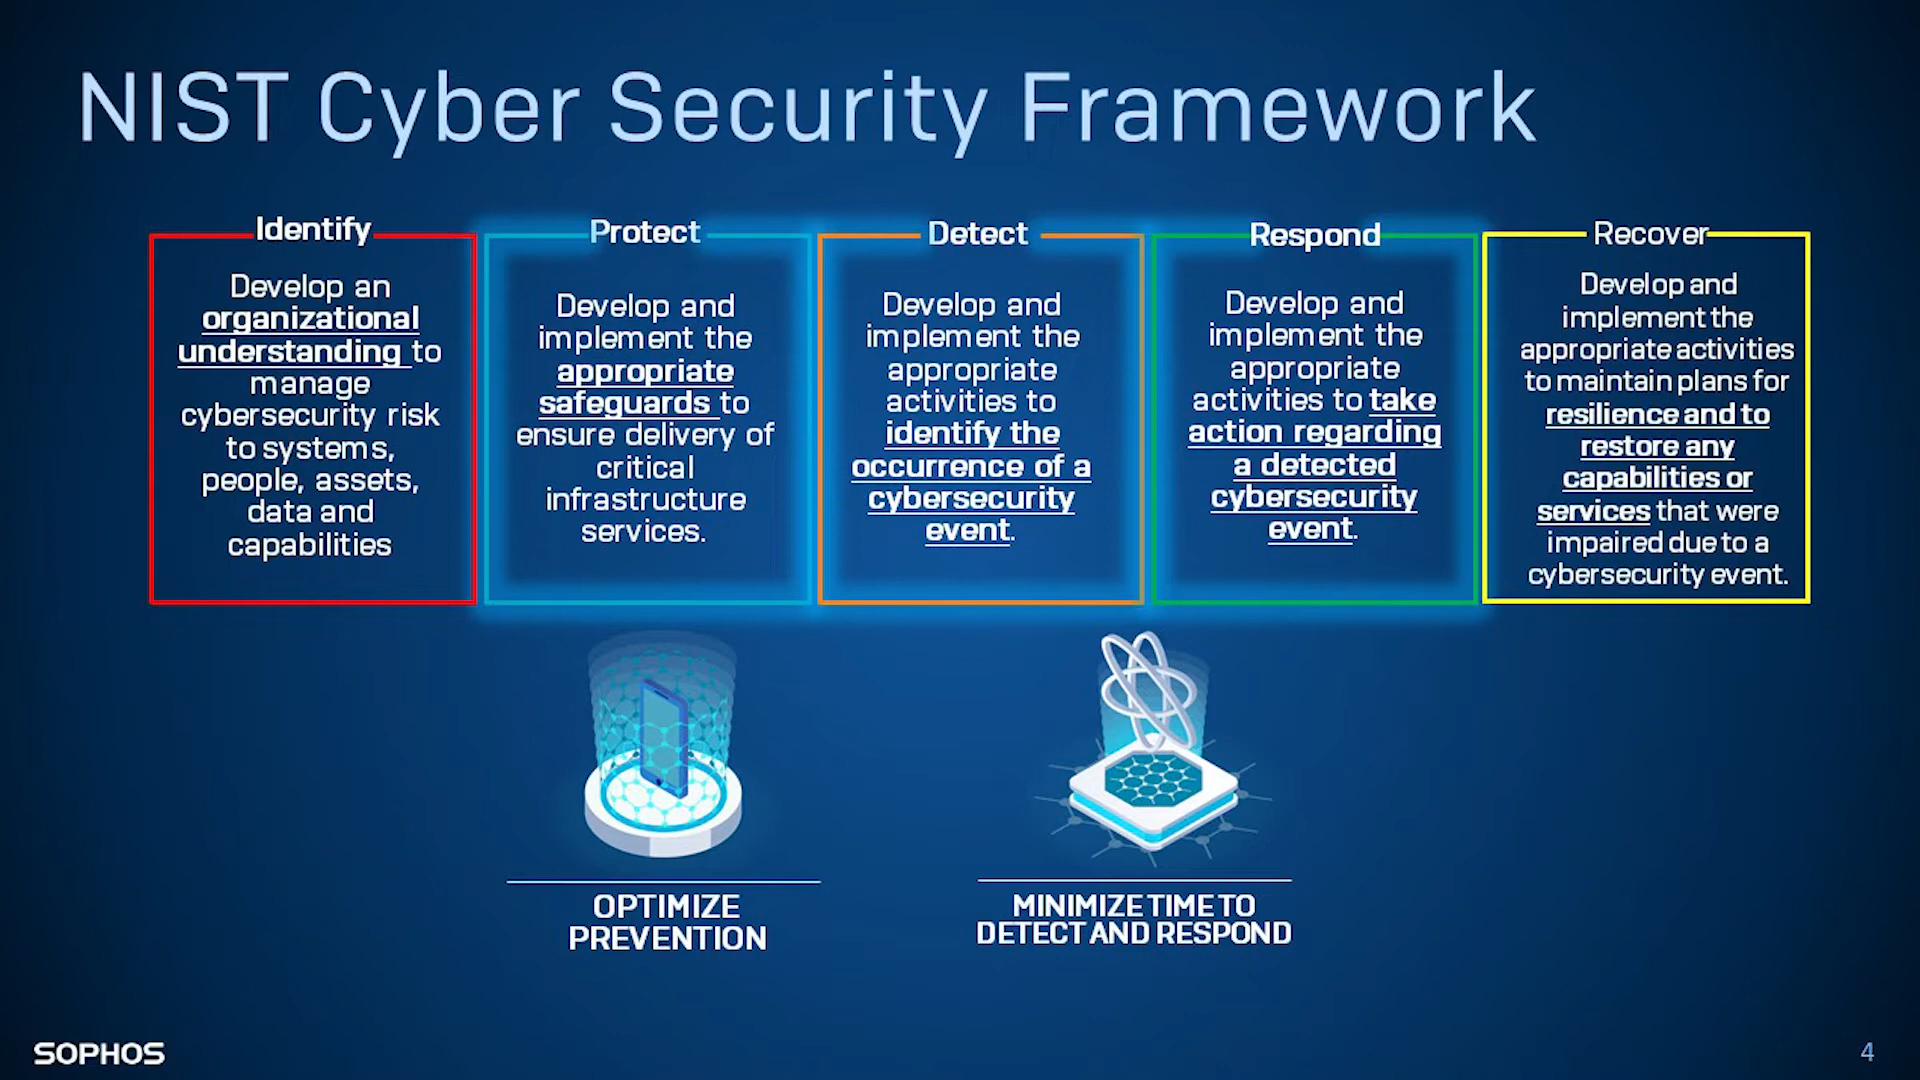 NIST Cyber Security Framework
Identify
Develop an
organizational
understanding to
manage
cybersecurity risk
to systems,
people, assets,
data and
capabilities
Protect
Develop and
implement the
appropriate
safeguards to
ensure delivery of
critical
infrastructure
services.
Detect
Develop and
implement the
appropriate
activities to
identify the
occurrence of a
cybersecurity
event.
Respond
Develop and
implement the
appropriate
activities to take
action regarding
a detected
cybersecurity
event.
Recover
Develop and
implement the
appropriate activities
to maintain plans for
resilience and to
restore any
capabilities or
services that were
impaired due to a
cybersecurity event.
OPTIMIZE
PREVENTION
MINIMIZE TIME TO
DETECT AND RESPOND
SOPHOS
4